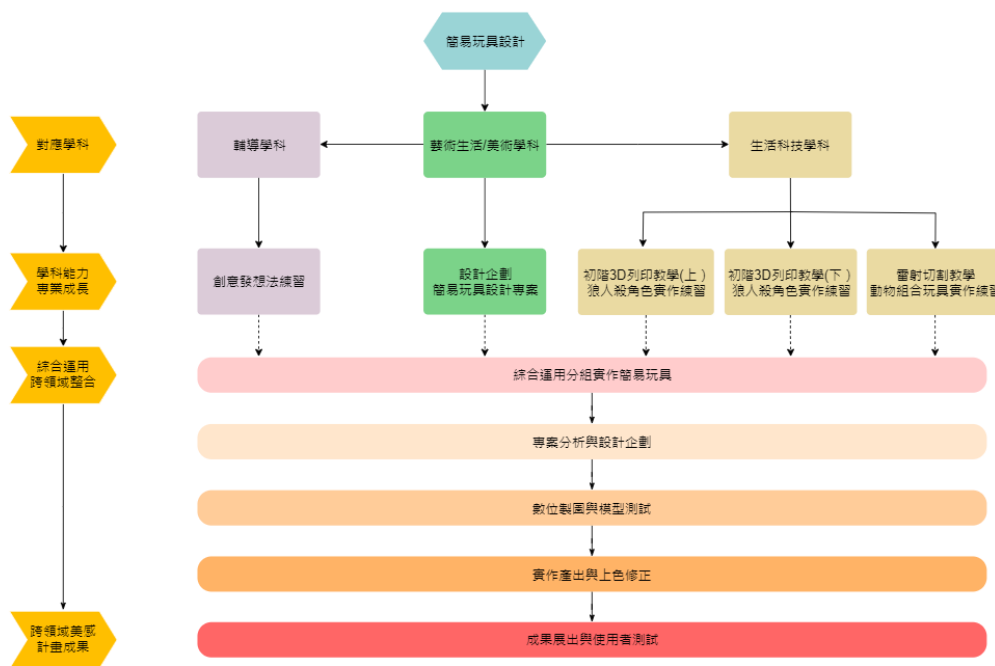 簡易玩具設計
對應學科
輔導學科
藝術生活/美術學科
生活科技學科
學科能力
專業成長
創意發想法練習
設計企劃
簡易玩具設計專案
初階3D列印教學(上)
狼人殺角色實作練習
初階3D列印教學(下)
狼人殺角色實作練習
雷射切割教學
動物組合玩具實作練習
綜合運用
跨領域整合
綜合運用分組實作簡易玩具
專案分析與設計企劃
數位製圖與模型測試
實作產出與上色修正
跨領域美感
計畫成果
成果展出與使用者測試